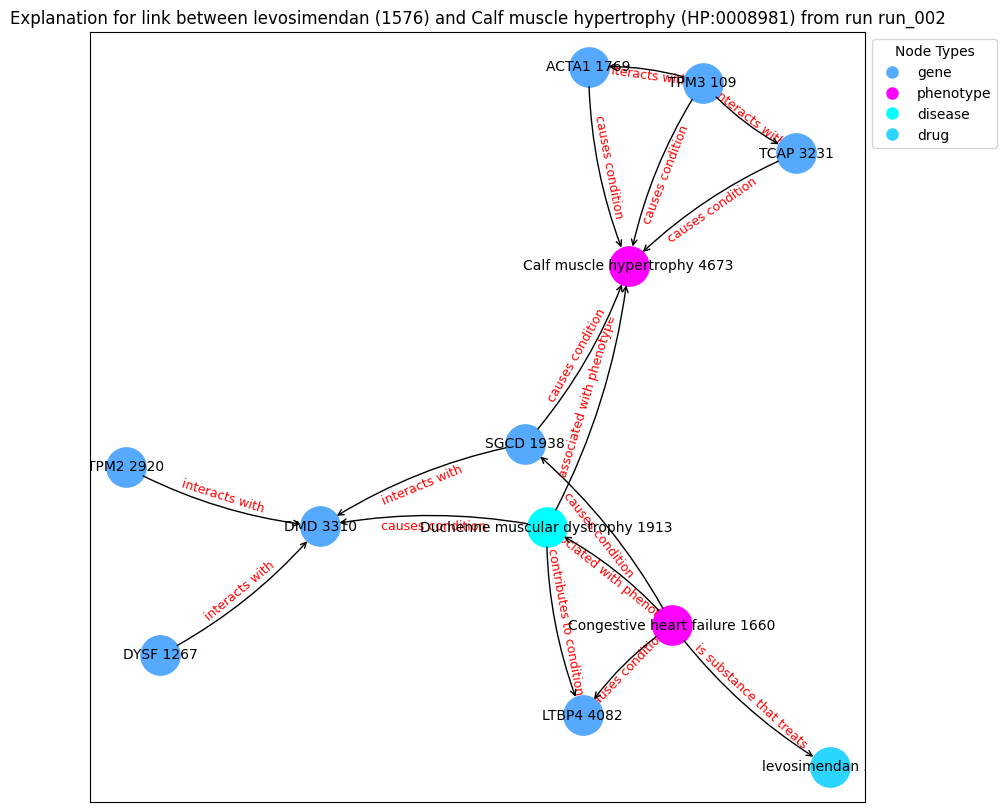 Explanation for link between levosimendan (1576) and Calf muscle hypertrophy (HP:0008981) from run run_002
Node Types
gene
phenotype
disease
drug
ACTA1 1769
interacts with
TPM3 109
interacts with
TCAP 3231
causes condition
causes condition
causes condition
Calf muscle hypertrophy 4673
causes condition
associated with phenotype
SGCD 1938
TPM2 2920
interacts with
interacts with
causes condition
DMD 3310
causes condition
Duchenne muscular dystrophy 1913
associated with phenotype
contributes to condition
interacts with
Congestive heart failure 1660
DYSF 1267
causes condition
is substance that treats
LTBP4 4082
levosimendan